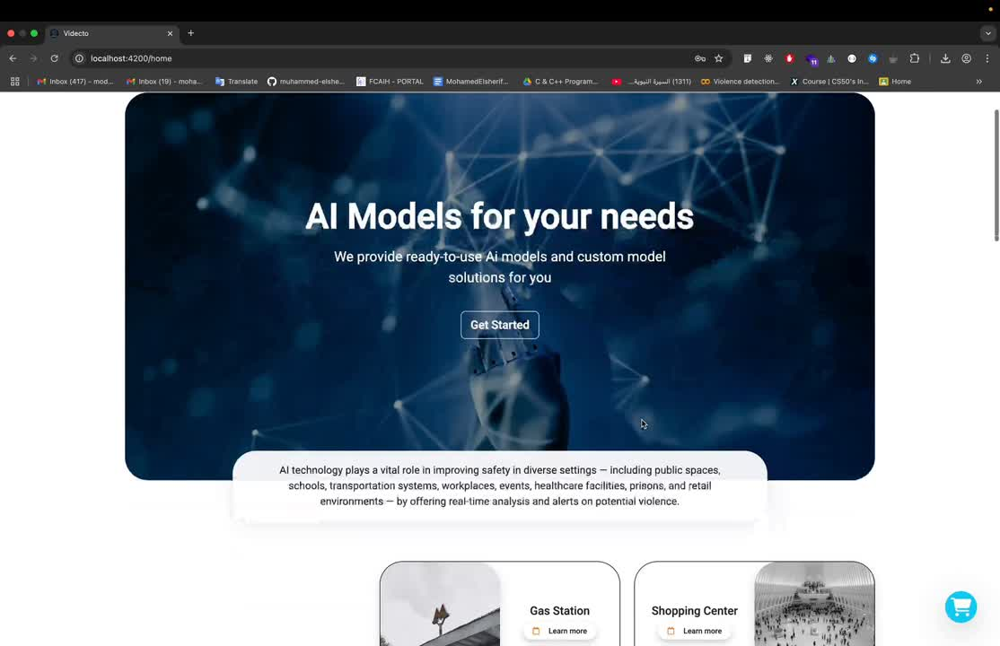 Videcto
localhost:4200/home
11
Inbox (417) - mod...
Inbox (19) - moha...
Translate
muhammed-elshe...
FCAIH - PORTAL
MohamedElsherif...
C & C++ Program...
(1311) السيرة النبوية...
Violence detection...
Course | CS50's In...
Home
AI Models for your needs
We provide ready-to-use Ai models and custom model
solutions for you
Get Started
AI technology plays a vital role in improving safety in diverse settings — including public spaces,
schools, transportation systems, workplaces, events, healthcare facilities, prisons, and retail
environments — by offering real-time analysis and alerts on potential violence.
Gas Station
Learn more
Shopping Center
Learn more